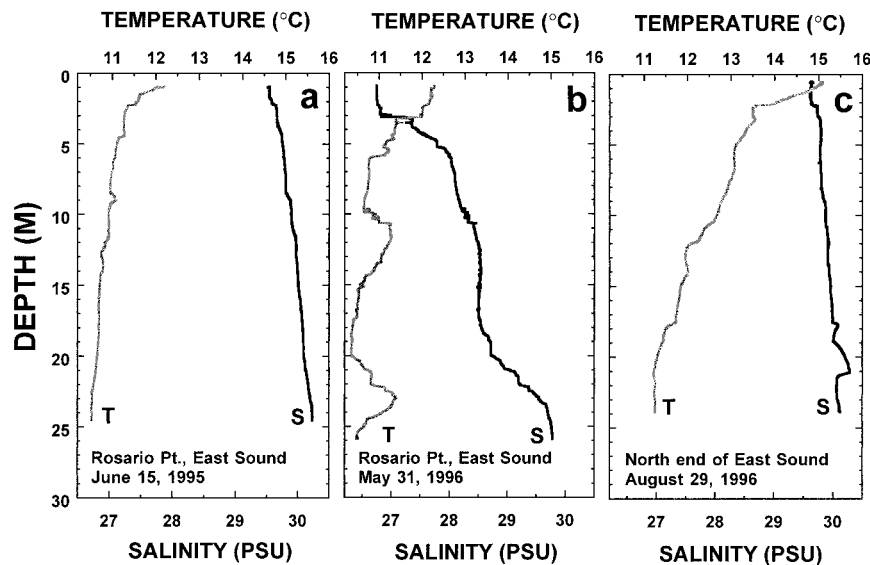 TEMPERATURE (°C) TEMPERATURE (°C) TEMPERATURE (°C)
11 12 13 14 15 16 11 12 13 14 15 16 11 12 13 14 15 16
0
5
10
15
20
25
30
DEPTH (M)
a
T S
Rosario Pt., East Sound
June 15, 1995
b
T S
Rosario Pt., East Sound
May 31, 1996
c
T S
North end of East Sound
August 29, 1996
27 28 29 30 27 28 29 30 27 28 29 30
SALINITY (PSU) SALINITY (PSU) SALINITY (PSU)